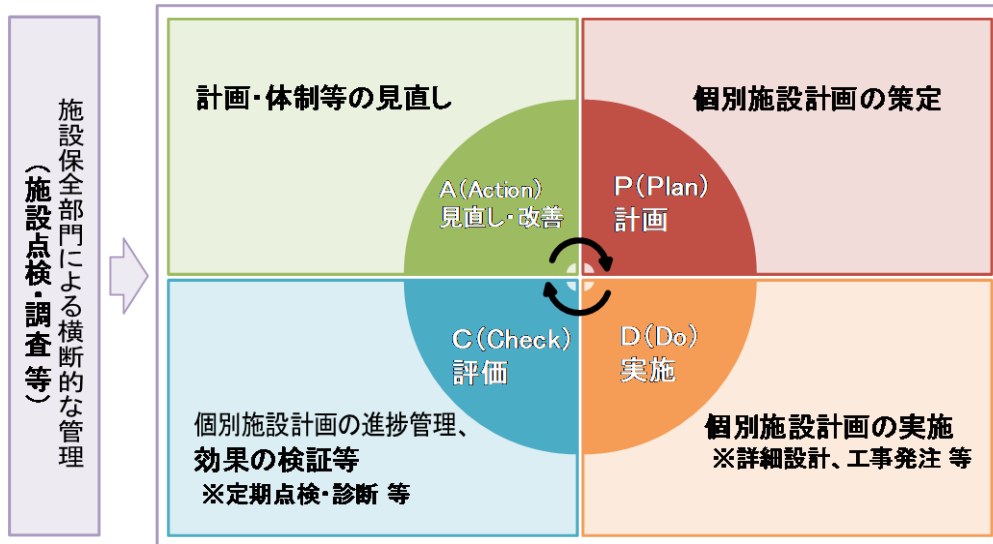 施設保全部門による横断的な管理
（施設点検・調査 等）
計画・体制等の見直し
A(Action)
見直し・改善
個別施設計画の策定
P(Plan)
計画
C(Check)
評価
個別施設計画の進捗管理、
効果の検証等
※定期点検・診断 等
D(Do)
実施
個別施設計画の実施
※詳細設計、工事発注 等